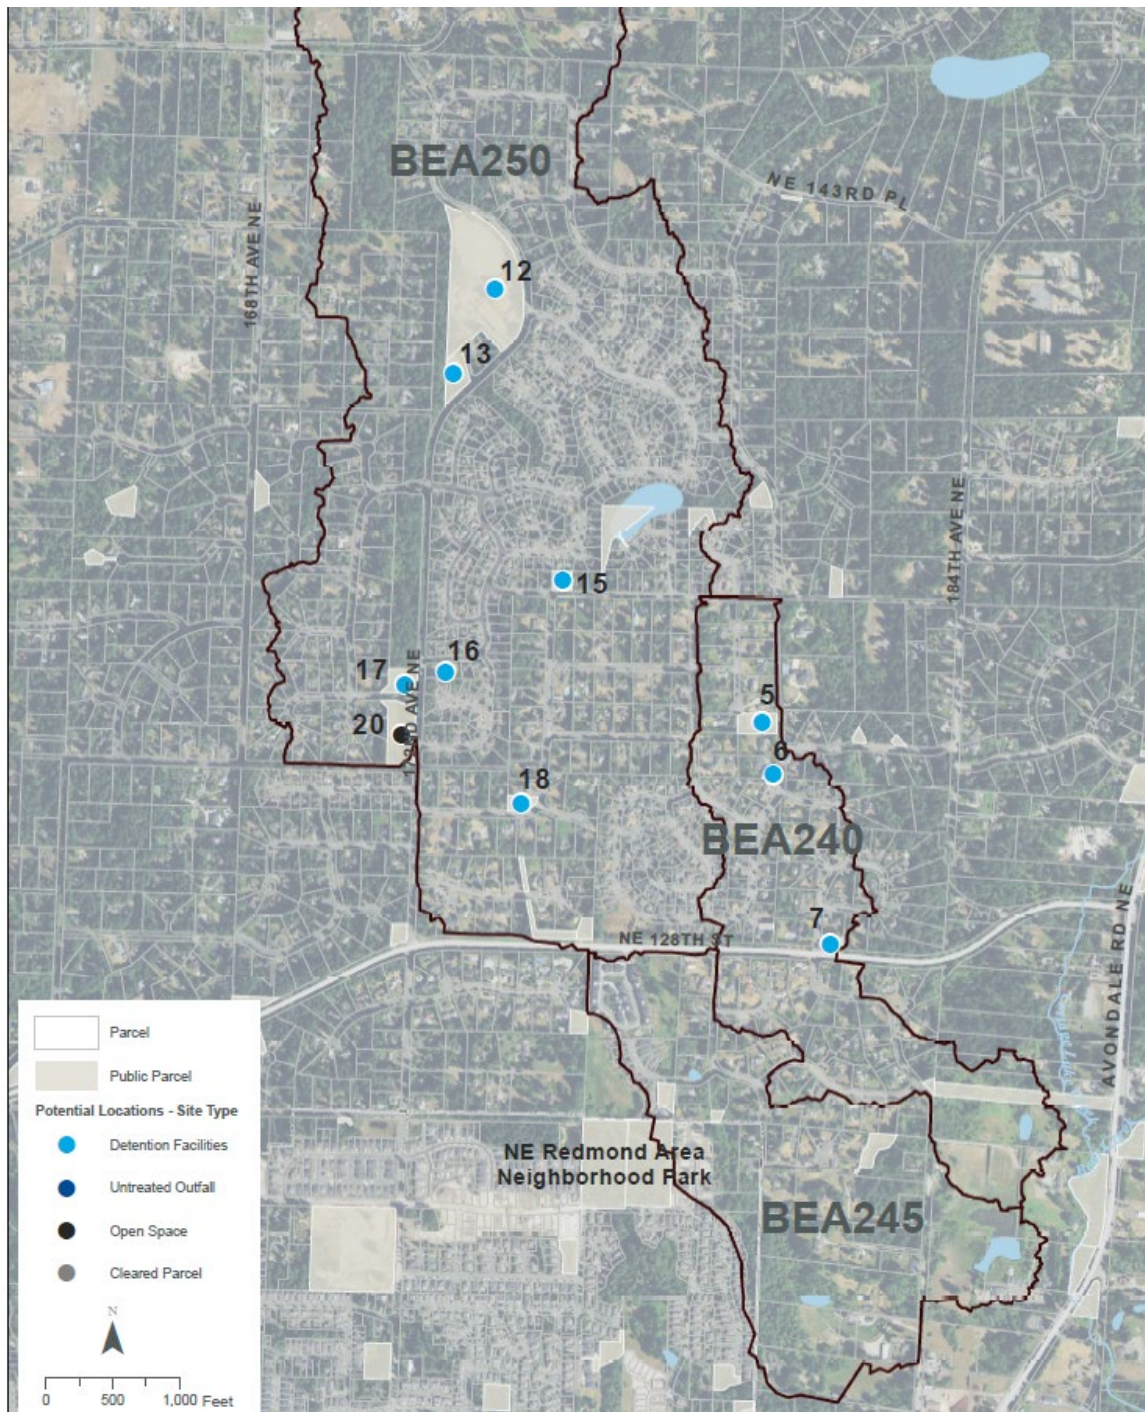 BEA250
NE 143RD PL
168TH AVE NE
12
13
184TH AVE NE
15
16
17
20
5
6
18
BEA240
7
NE 128TH ST
AVONDALE RD NE
NE Redmond Area
Neighborhood Park
BEA245
Parcel
Public Parcel
Potential Locations - Site Type
Detention Facilities
Untreated Outfall
Open Space
Cleared Parcel
N
0 500 1,000 Feet